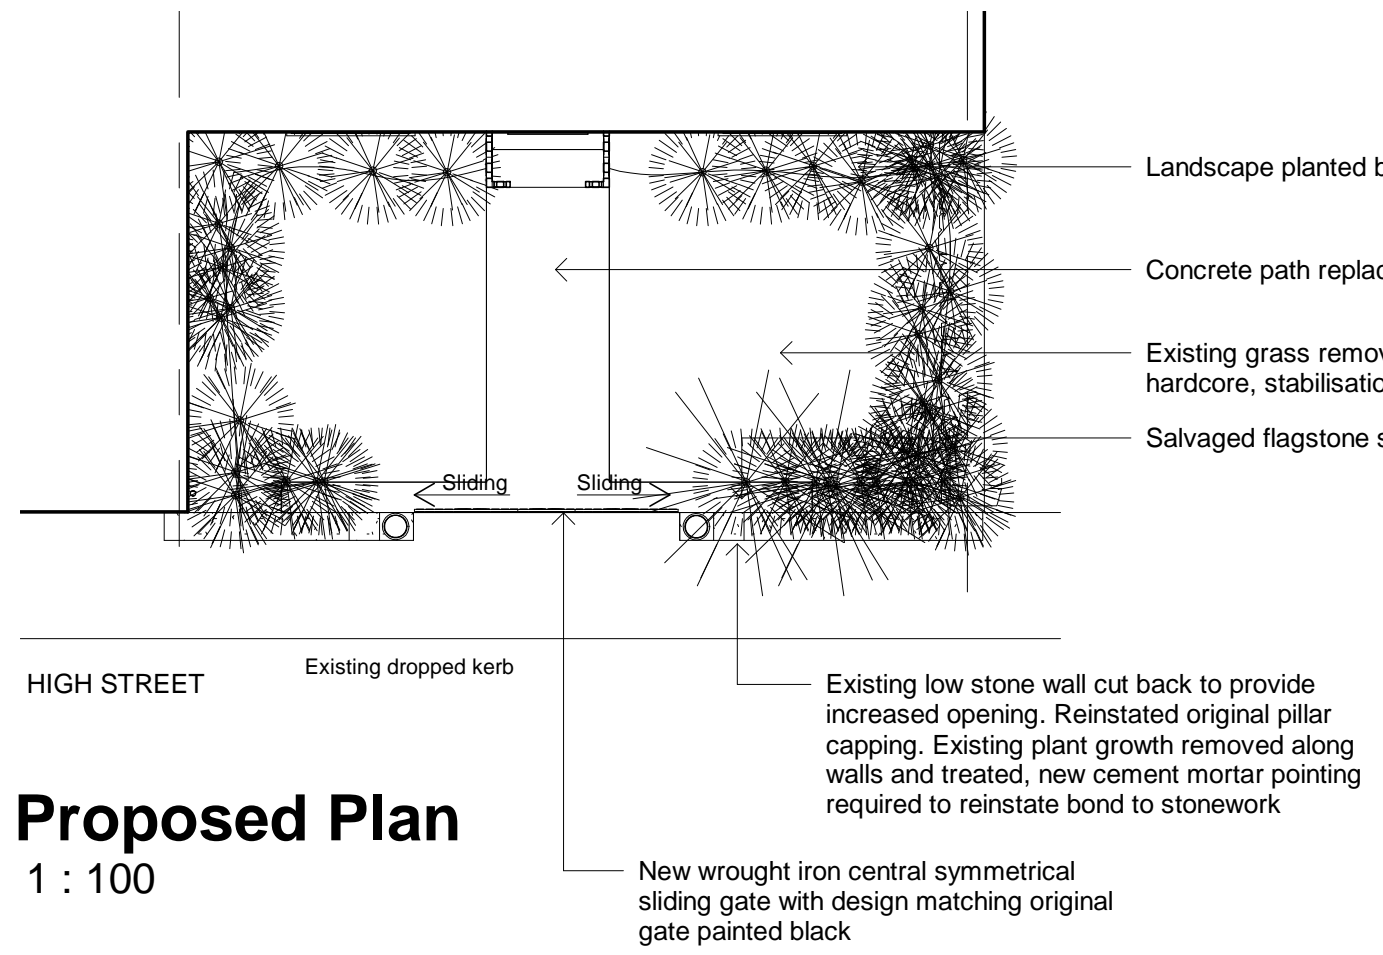 Landscape planted
Concrete path
Existing grass
hardcore,
Salvaged flagstone
Sliding Sliding
Existing dropped kerb
HIGH STREET
Existing low stone wall cut back to provide
increased opening. Reinstated original pillar
capping. Existing plant growth removed along
walls and treated, new cement mortar pointing
required to reinstate bond to stonework
Proposed Plan
1 : 100
New wrought iron central symmetrical
sliding gate with design matching original
gate painted black